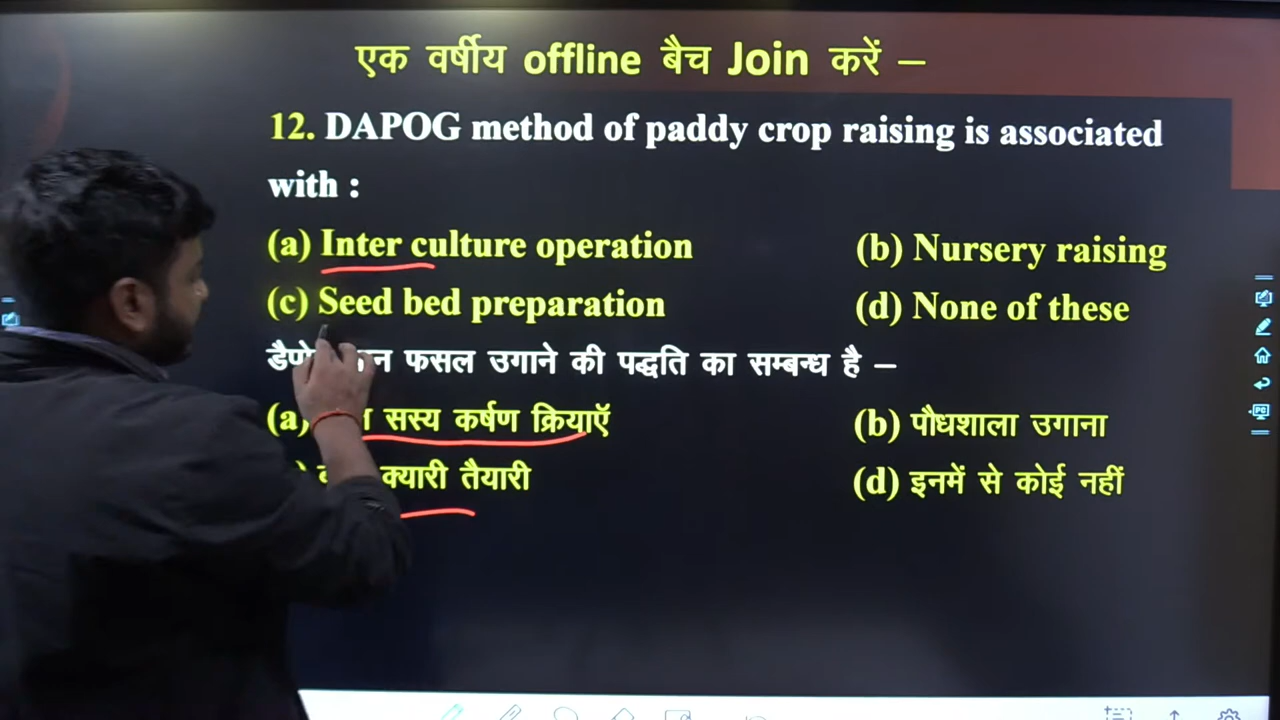 एक वर्षीय offline बैच Join करें –
12. DAPOG method of paddy crop raising is associated
with :
(a) Inter culture operation (b) Nursery raising
(c) Seed bed preparation (d) None of these
फसल उगाने की पद्धति का सम्बन्ध है –
(a) सस्य कर्षण क्रियाऍ (b) पौधशाला उगाना
क्यारी तैयारी (d) इनमें से कोई नहीं